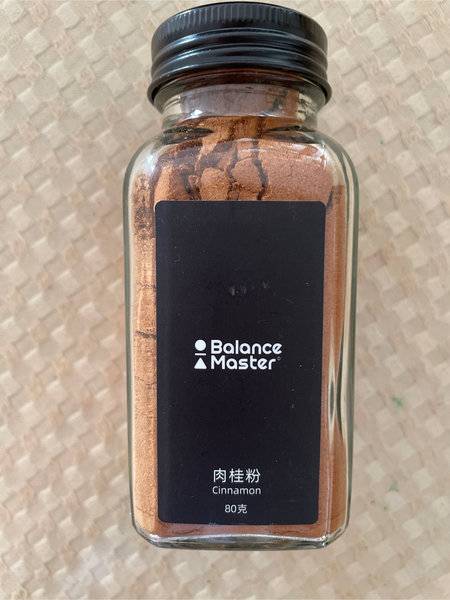 Balance
Master
肉桂粉
Cinnamon
80克